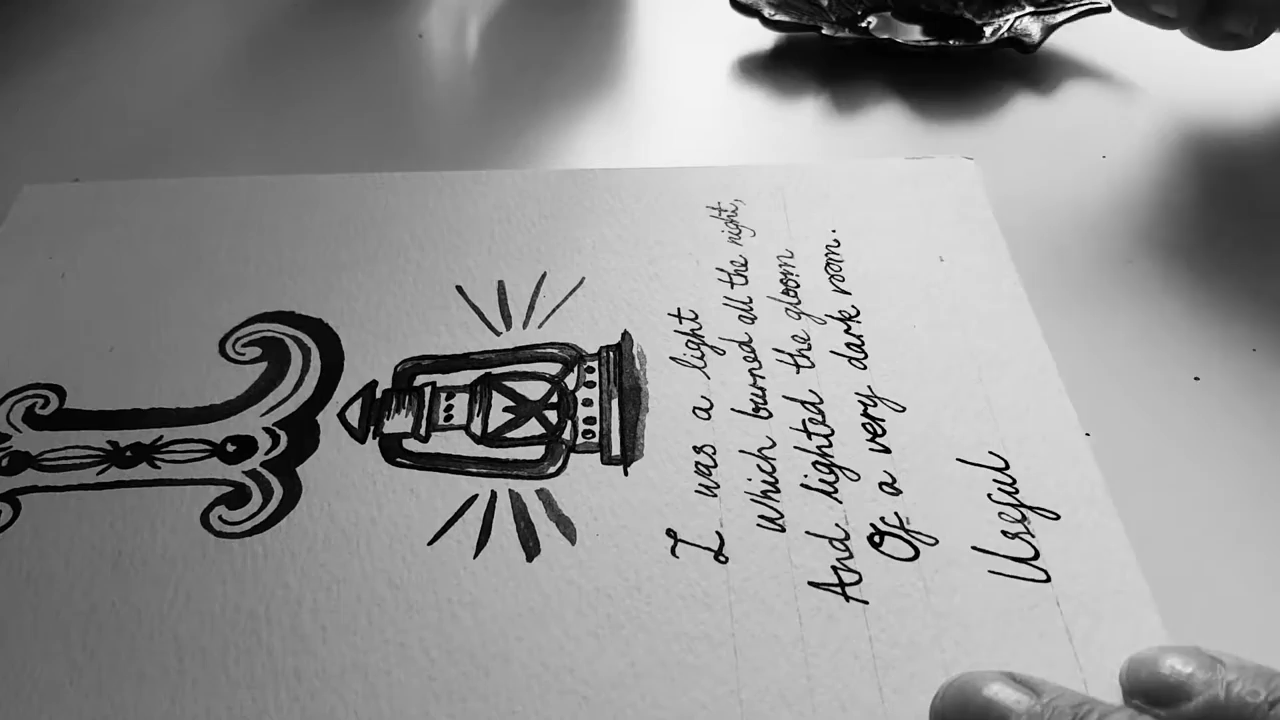 I was a light
Which burned all the night,
And lighted the gloom
Of a very dark room.
Useful